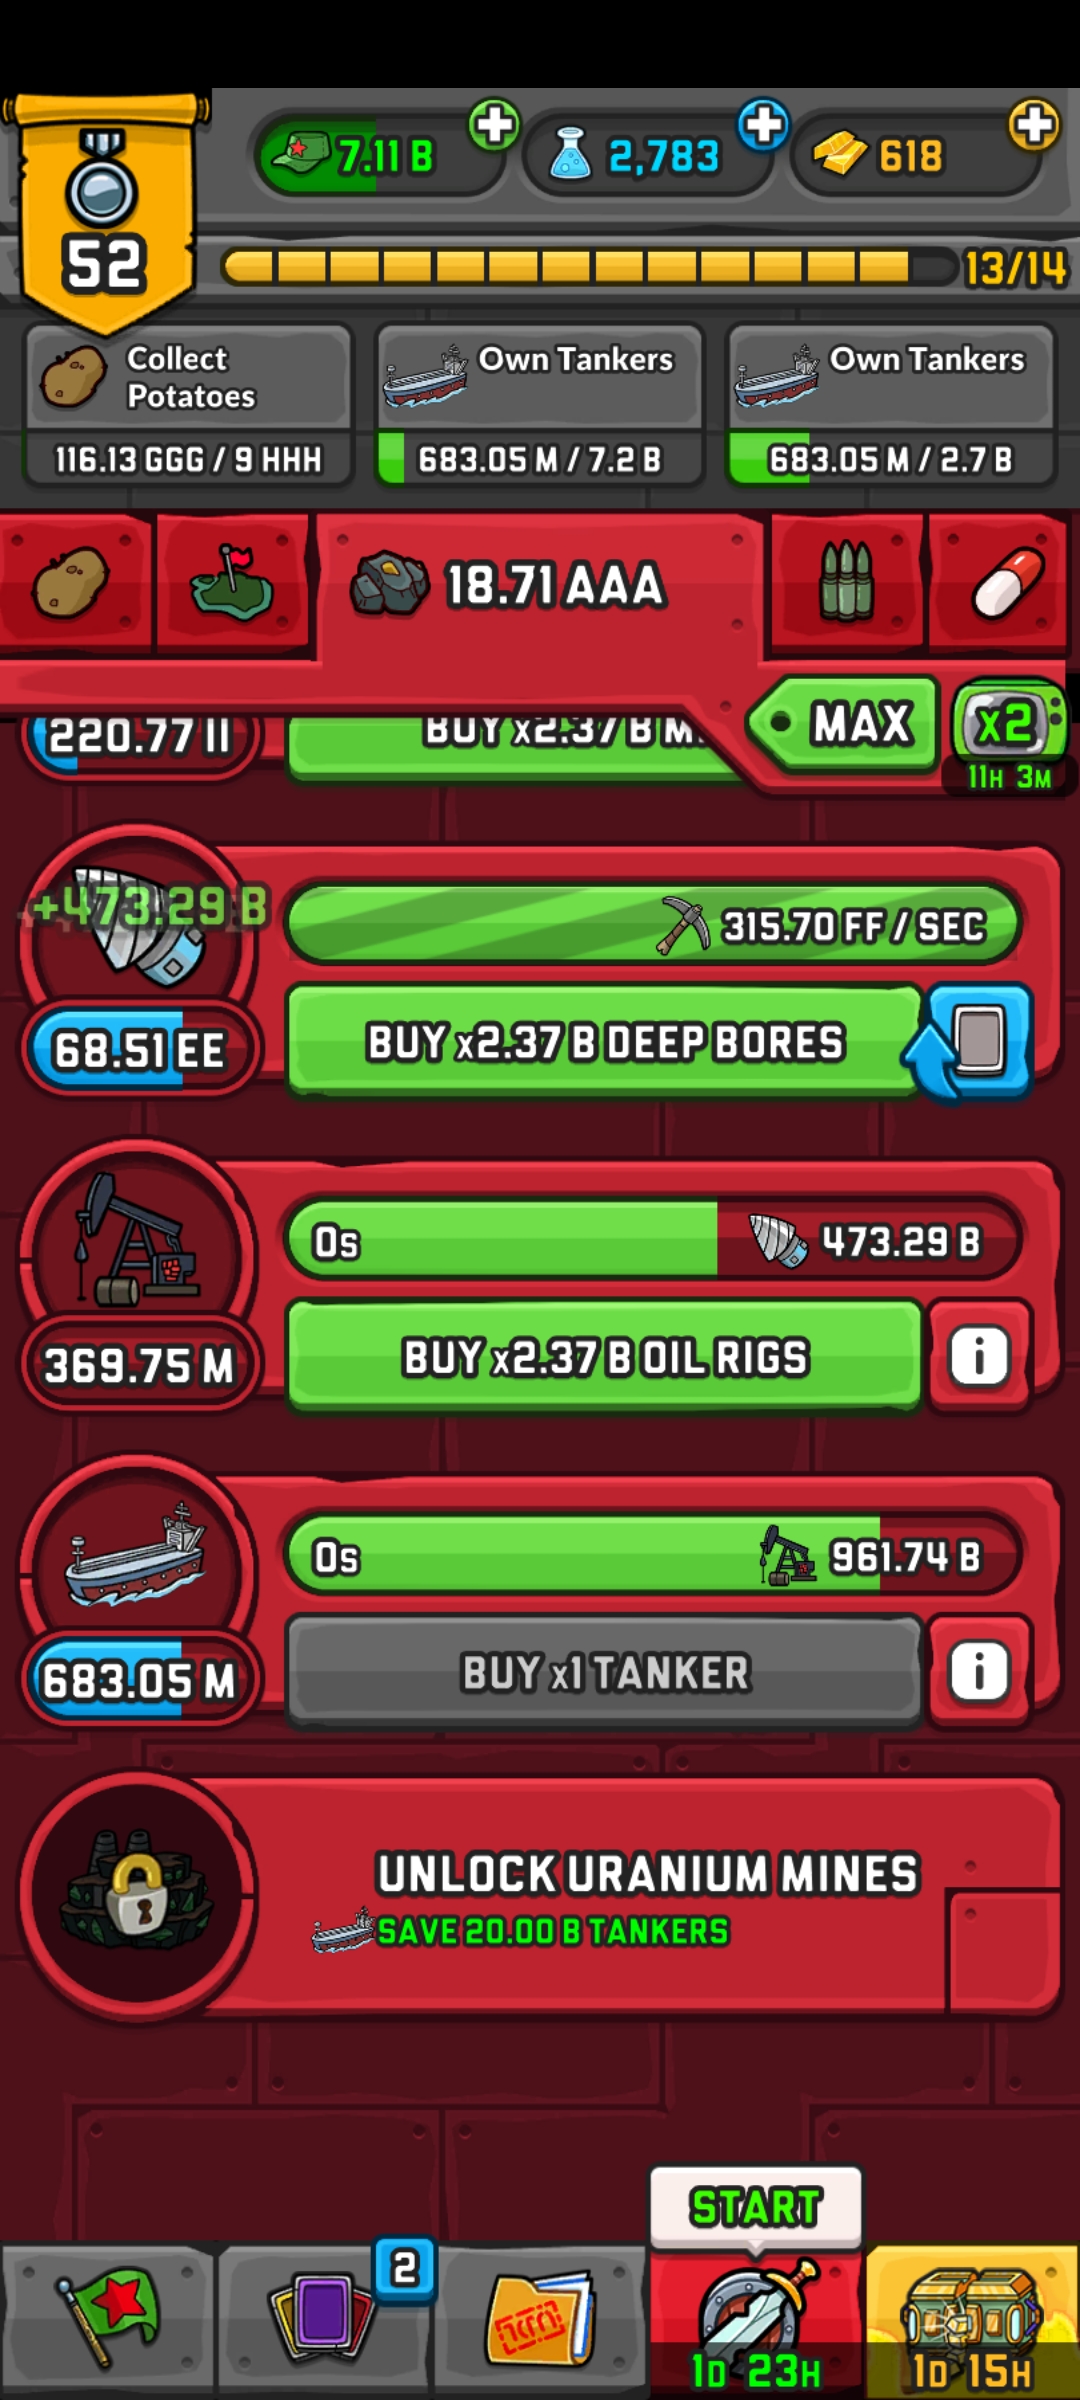 7.11 B
2,783
618
52
13/14
Collect
Potatoes
116.13 GGG / 9 HHH
Own Tankers
683.05 M / 7.2 B
Own Tankers
683.05 M / 2.7 B
18.71 AAA
MAX
x2
11H 3M
220.77 II
BUY x2.37 B M
+473.29 B
315.70 FF / SEC
68.51 EE
BUY x2.37 B DEEP BORES
0s
473.29 B
369.75 M
BUY x2.37 B OIL RIGS
i
0s
961.74 B
683.05 M
BUY x1 TANKER
i
UNLOCK URANIUM MINES
SAVE 20.00 B TANKERS
START
2
1D 23H
1D 15H